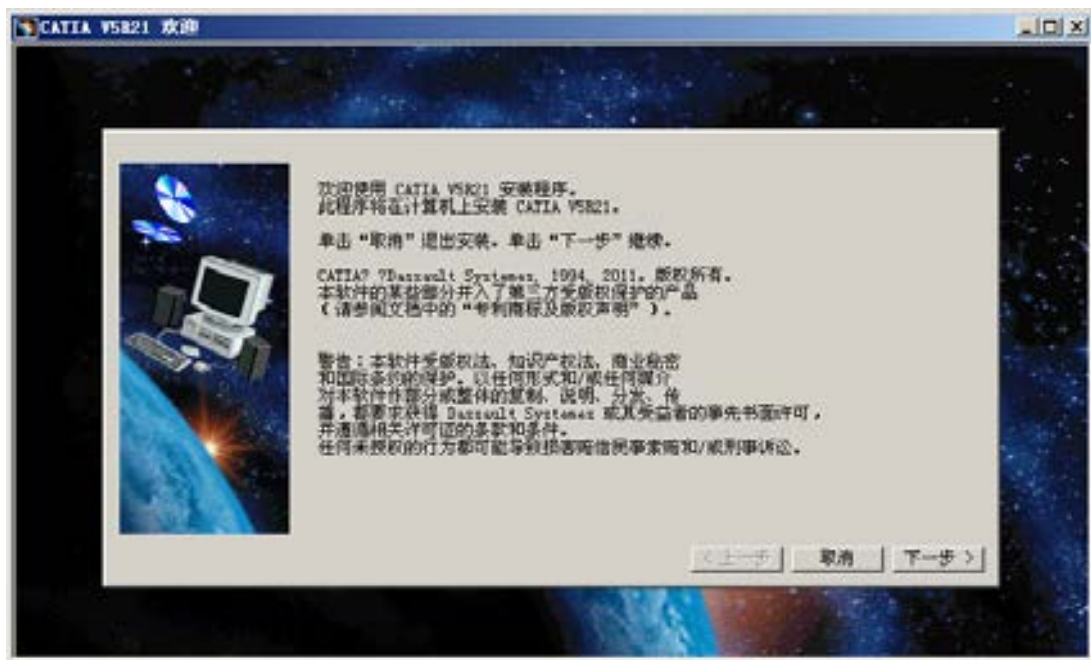 CATIA V5R21 欢迎
欢迎使用 CATIA V5R21 安装程序。
此程序将在计算机上安装 CATIA V5R21。
单击“取消”退出安装。单击“下一步”继续。
CATIA? ?Dassault Systemes, 1994, 2011。版权所有。
本软件的某些部分并入了第三方受版权保护的产品
(请参阅文档中的“专利商标及版权声明”)。
警告：本软件受版权法、知识产权法、商业秘密
和国际条约的保护。以任何形式和/或任何媒介
对本软件作部分或整体的复制、说明、分发、传
播，都要求获得 Dassault Systemes 或其受益者的事先书面许可，
并遵循相关许可证的条款和条件。
任何未授权的行为都可能导致损害赔偿民事索赔和/或刑事诉讼。
< 上一步
取消
下一步 >